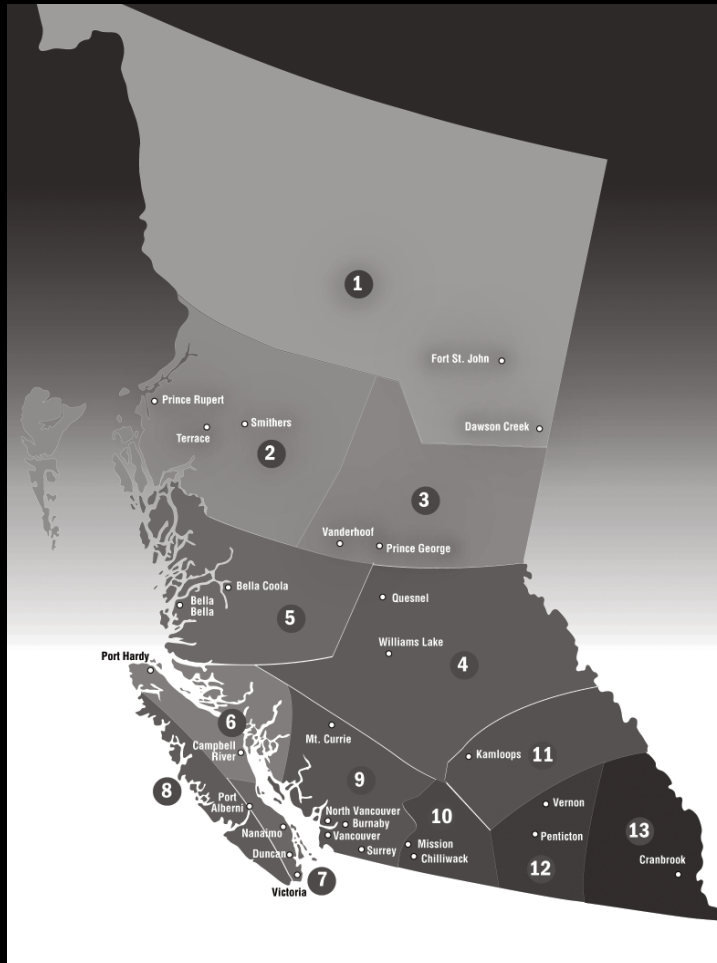 1
Fort St. John
Dawson Creek
Prince Rupert
Smithers
Terrace
2
3
Vanderhoof
Prince George
Bella Coola
Bella
Bella
5
Quesnel
Williams Lake
4
Port Hardy
6
Campbell
River
Mt. Currie
Kamloops
11
8
9
Port
Alberni
North Vancouver
Burnaby
Vancouver
Surrey
10
Mission
Chilliwack
Vernon
Penticton
12
13
Cranbrook
Nanaimo
Duncan
7
Victoria